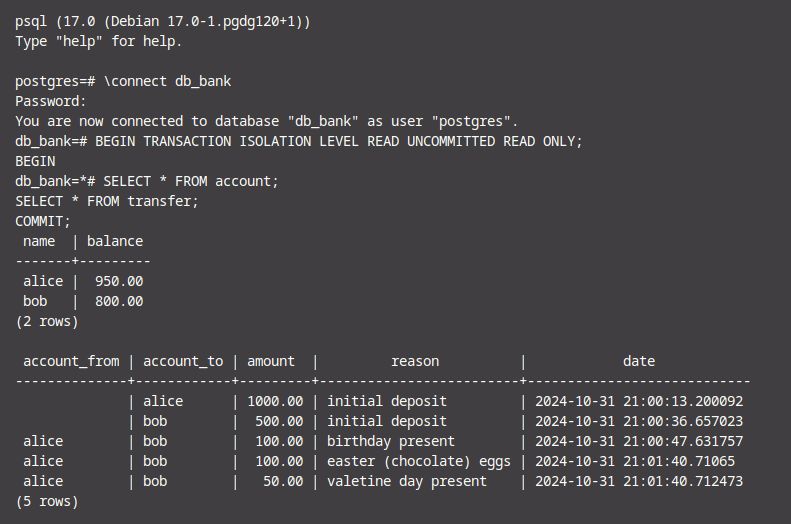 psql (17.0 (Debian 17.0-1.pgdg120+1))
Type "help" for help.

postgres=# \connect db_bank
Password:
You are now connected to database "db_bank" as user "postgres".
db_bank=# BEGIN TRANSACTION ISOLATION LEVEL READ UNCOMMITTED READ ONLY;
BEGIN
db_bank=*# SELECT * FROM account;
SELECT * FROM transfer;
COMMIT;
 name  | balance
-------+---------
 alice |  950.00
 bob   |  800.00
(2 rows)

 account_from | account_to | amount  |         reason          |            date
--------------+------------+---------+-------------------------+----------------------------
              | alice      | 1000.00 | initial deposit         | 2024-10-31 21:00:13.200092
              | bob        |  500.00 | initial deposit         | 2024-10-31 21:00:36.657023
 alice        | bob        |  100.00 | birthday present        | 2024-10-31 21:00:47.631757
 alice        | bob        |  100.00 | easter (chocolate) eggs | 2024-10-31 21:01:40.71065
 alice        | bob        |   50.00 | valetine day present    | 2024-10-31 21:01:40.712473
(5 rows)